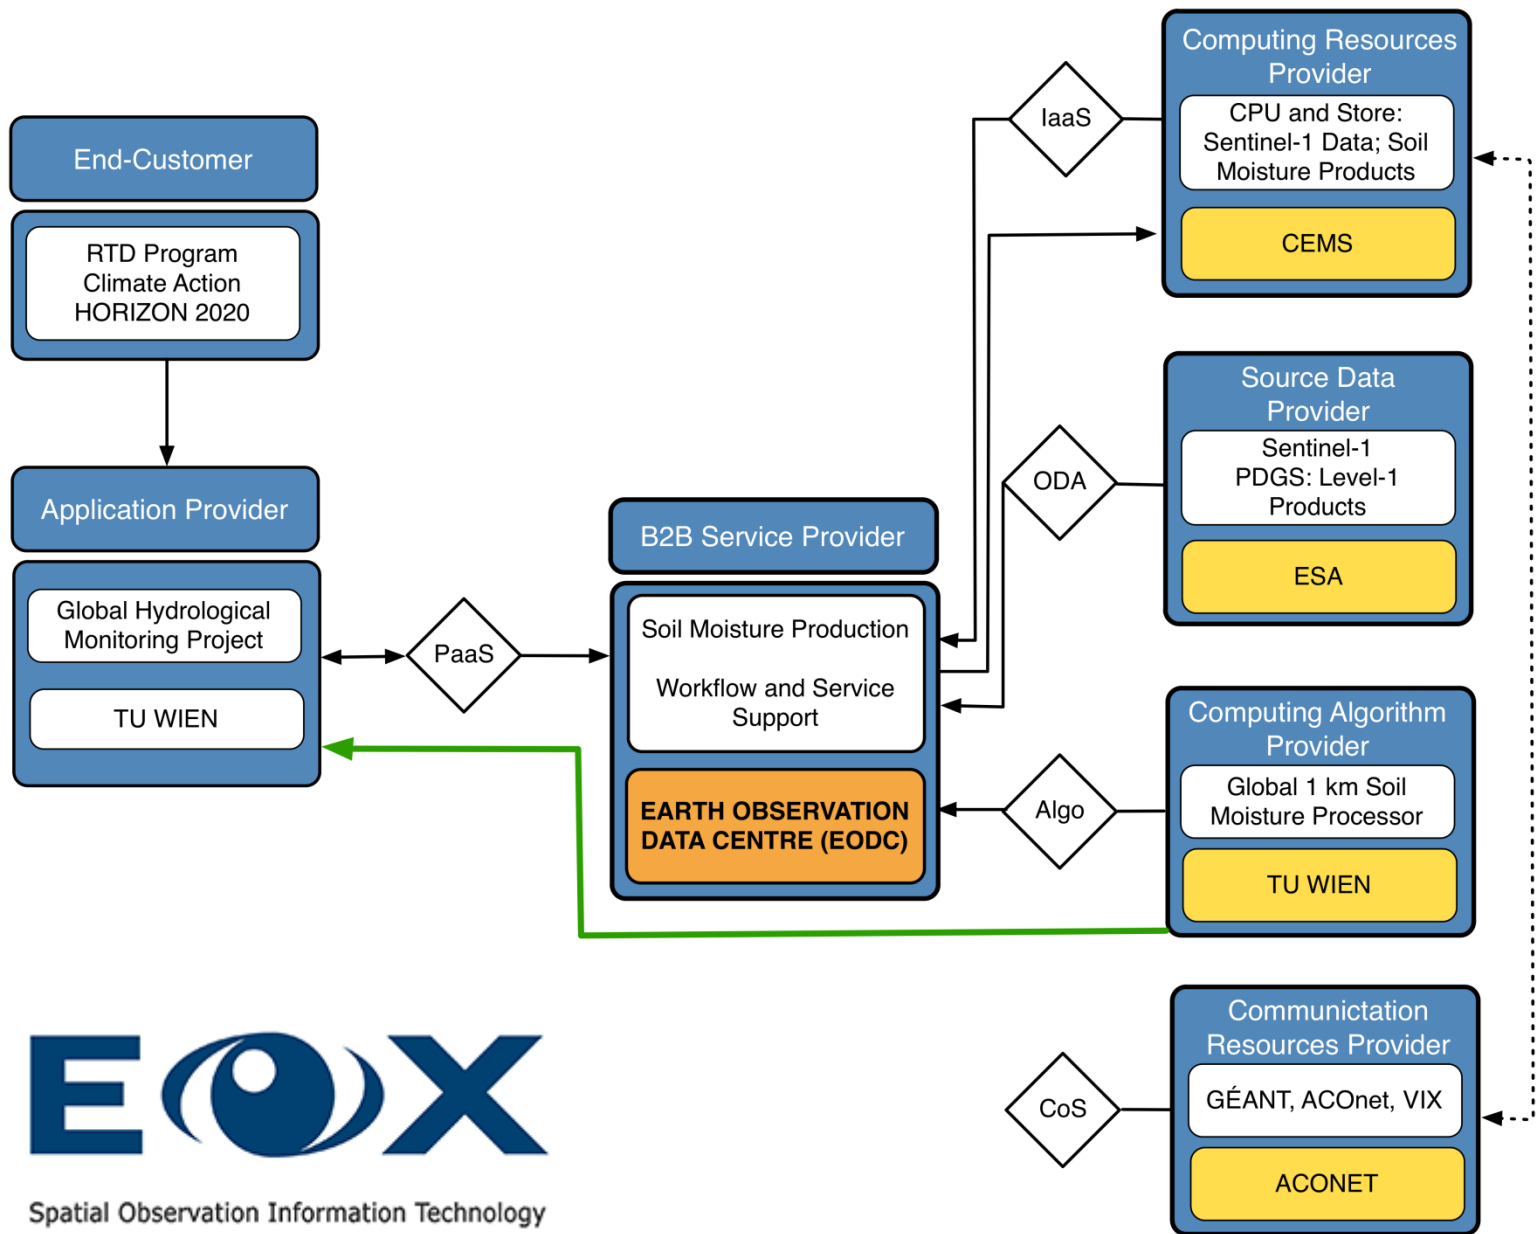 End-Customer
RTD Program
Climate Action
HORIZON 2020
Application Provider
Global Hydrological
Monitoring Project
TU WIEN
PaaS
B2B Service Provider
Soil Moisture Production
Workflow and Service
Support
EARTH OBSERVATION
DATA CENTRE (EODC)
IaaS
ODA
Algo
CoS
Computing Resources
Provider
CPU and Store:
Sentinel-1 Data; Soil
Moisture Products
CEMS
Source Data
Provider
Sentinel-1
PDGS: Level-1
Products
ESA
Computing Algorithm
Provider
Global 1 km Soil
Moisture Processor
TU WIEN
Communictation
Resources Provider
GÉANT, ACOnet, VIX
ACONET
EOX
Spatial Observation Information Technology